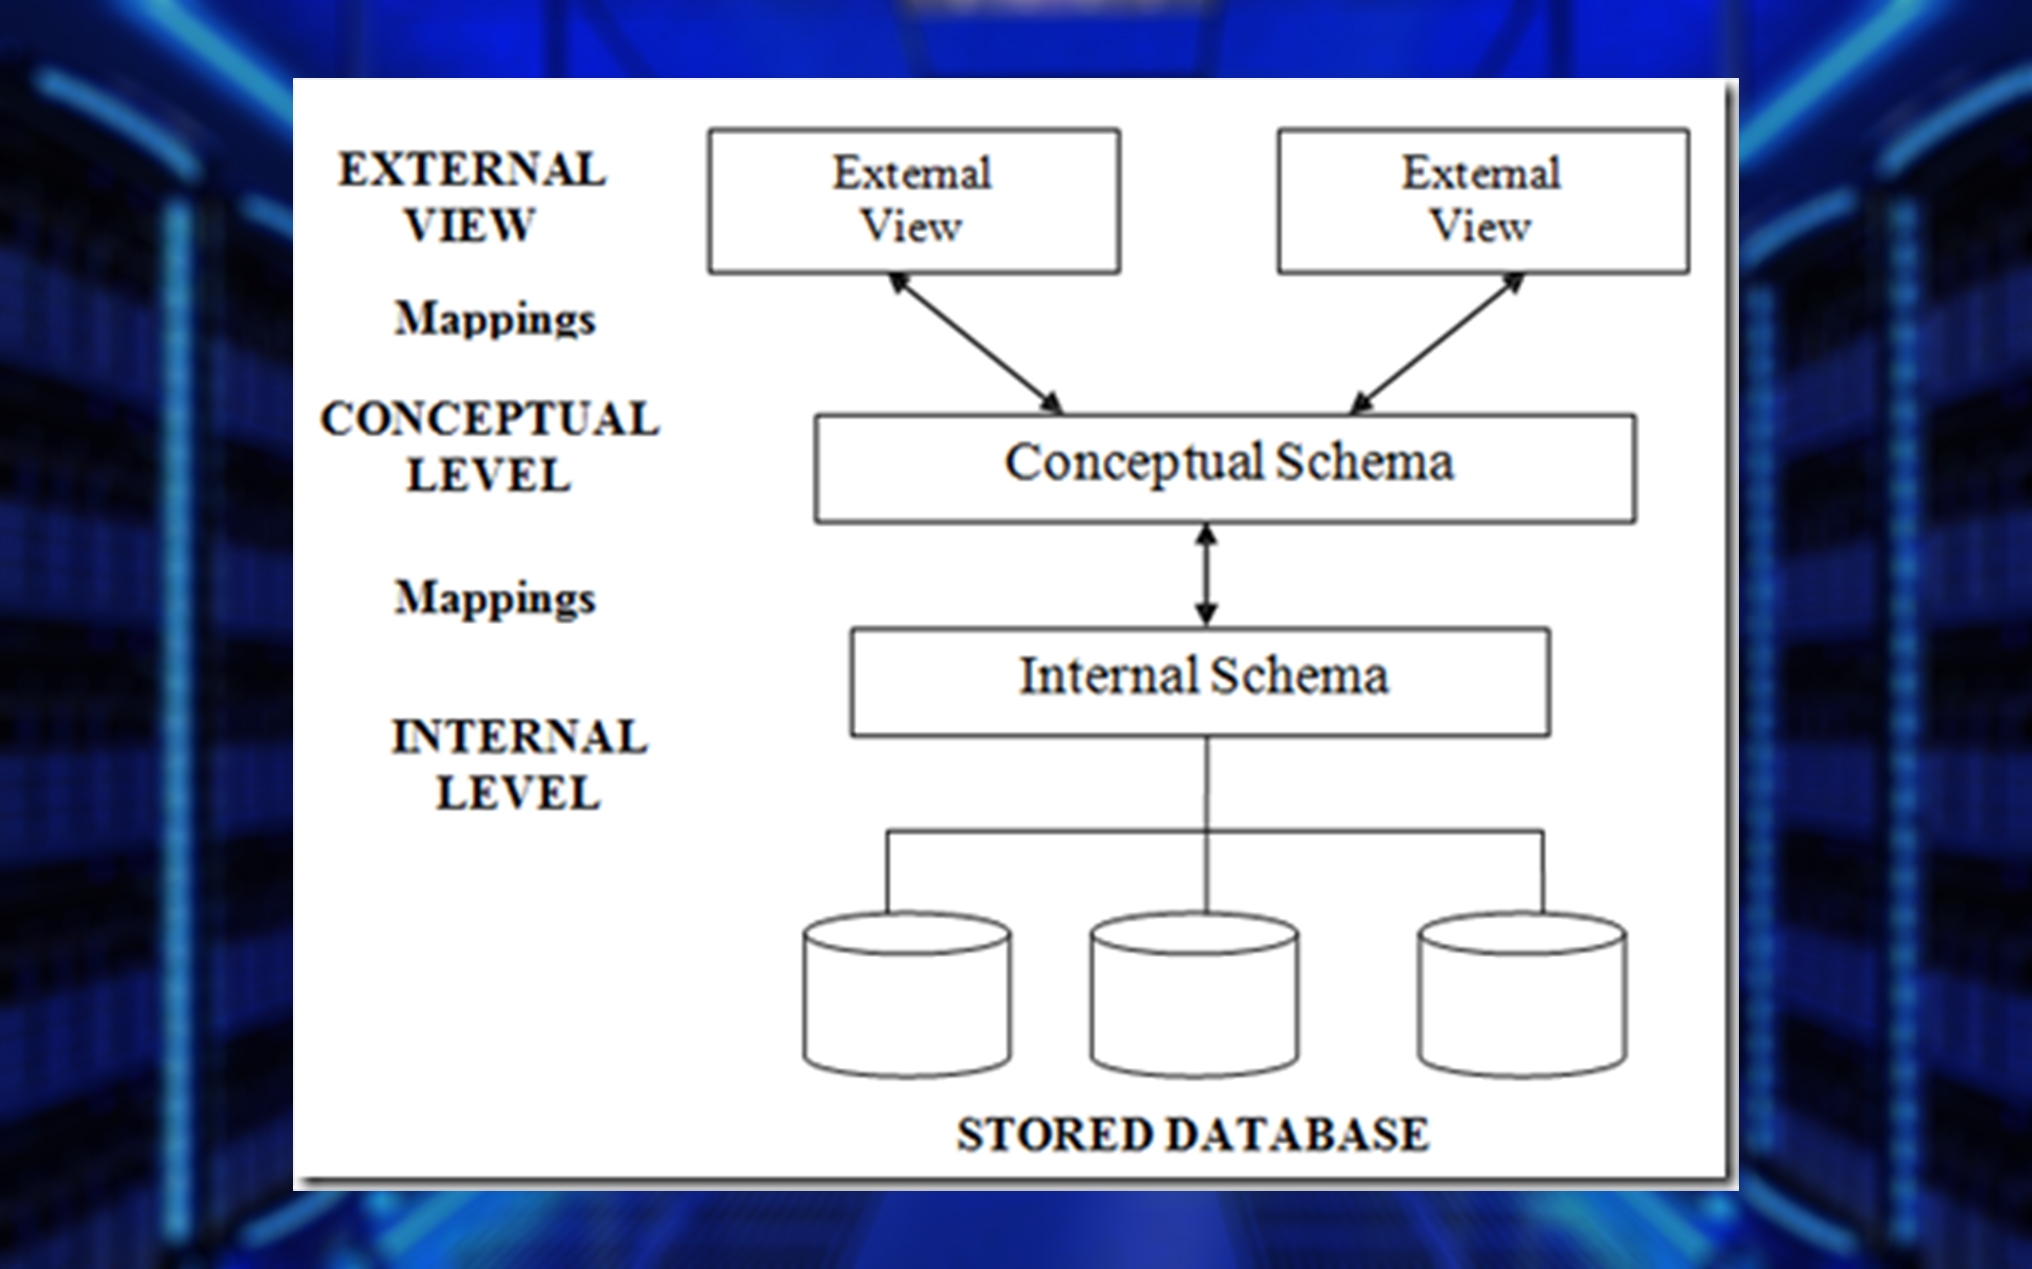 EXTERNAL
VIEW
External
View
External
View
Mappings
CONCEPTUAL
LEVEL
Conceptual Schema
Mappings
Internal Schema
INTERNAL
LEVEL
STORED DATABASE